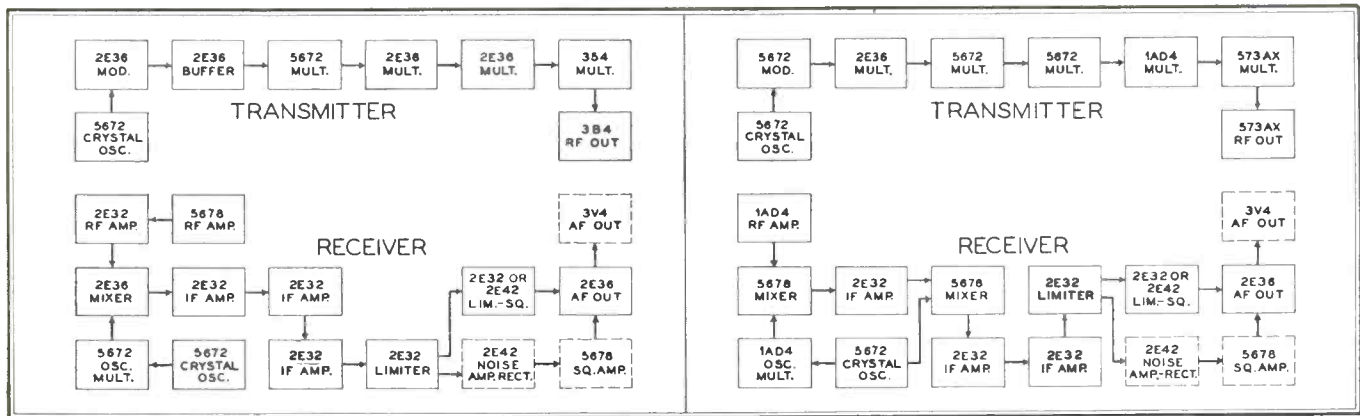 2E36
MOD.
2E36
BUFFER
5672
MULT.
2E36
MULT.
2E36
MULT.
3S4
MULT.
TRANSMITTER
5672
CRYSTAL
OSC.
3B4
RF OUT
2E32
RF AMP.
5678
RF AMP.
3V4
AF OUT
RECEIVER
2E36
MIXER
2E32
IF AMP.
2E32
IF AMP.
2E32 OR
2E42
LIM.-SQ.
2E36
AF OUT
5672
OSC.
MULT.
5672
CRYSTAL
OSC.
2E32
IF AMP.
2E32
LIMITER
2E42
NOISE
AMP.RECT.
5678
SQ.AMP.
5672
MOD.
2E36
MULT.
5672
MULT.
5672
MULT.
1AD4
MULT.
573AX
MULT.
TRANSMITTER
5672
CRYSTAL
OSC.
573AX
RF OUT
1AD4
RF AMP.
3V4
AF OUT
RECEIVER
5678
MIXER
2E32
IF AMP.
5678
MIXER
2E32
LIMITER
2E32 OR
2E42
LIM.-SQ.
2E36
AF OUT
1AD4
OSC.
MULT.
5672
CRYSTAL
OSC.
2E32
IF AMP.
2E32
IF AMP.
2E42
NOISE
AMP.-RECT.
5678
SQ.AMP.